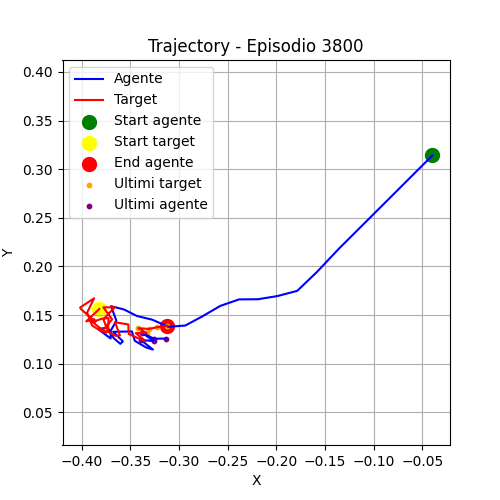 Trajectory - Episodio 3800
0.40
0.35
0.30
0.25
0.20
0.15
0.10
0.05
Y
Agente
Target
Start agente
Start target
End agente
Ultimi target
Ultimi agente
−0.40 −0.35 −0.30 −0.25 −0.20 −0.15 −0.10 −0.05
X